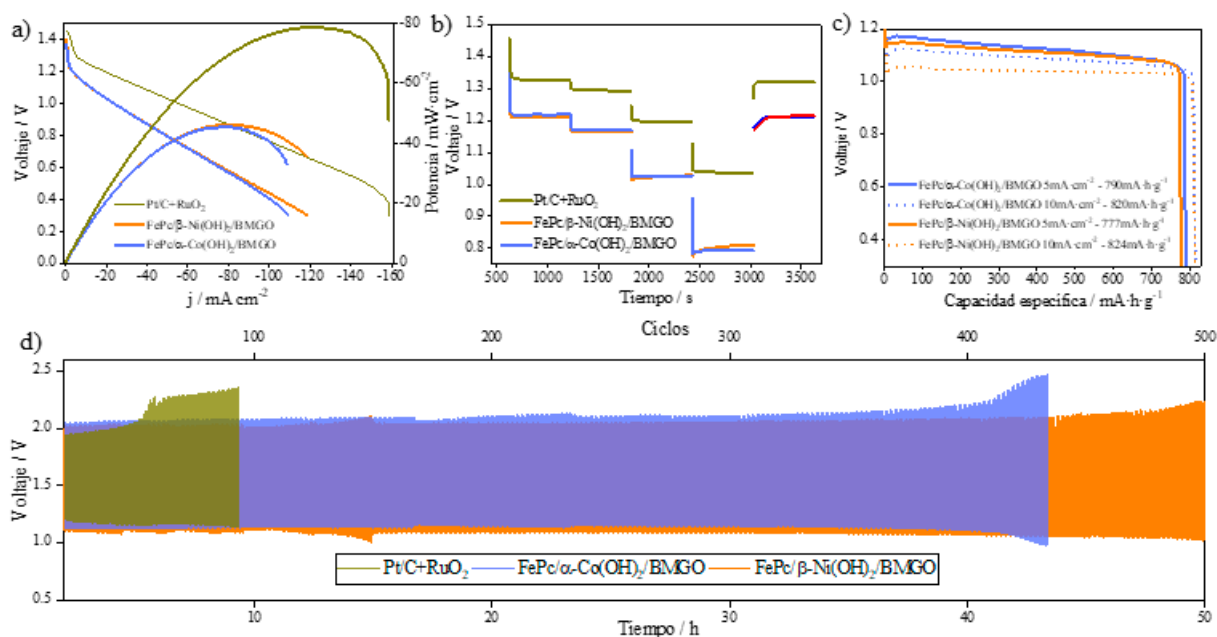 a)
1.4
1.2
1.0
0.8
0.6
0.4
0.2
0.0
Voltaje / V
0
-40
-80
-120
-160
j / mA cm⁻²
-80
-60
-40
-20
Potencia / mW·cm⁻²
Pt/C+RuO₂
FePc/β-Ni(OH)₂/BMGO
FePc/α-Co(OH)₂/BMGO
b)
1.5
1.4
1.3
1.2
1.1
1.0
0.9
0.8
Voltaje / V
500
1000
1500
2000
2500
3000
3500
Tiempo / s
Pt/C+RuO₂
FePc/β-Ni(OH)₂/BMGO
FePc/α-Co(OH)₂/BMGO
c)
1.2
1.0
0.8
0.6
0.4
Voltaje / V
0
100
200
300
400
500
600
700
800
Capacidad especifica / mA·h·g⁻¹
FePc/α-Co(OH)₂/BMGO 5mA·cm⁻² - 790mA·h·g⁻¹
FePc/α-Co(OH)₂/BMGO 10mA·cm⁻² - 820mA·h·g⁻¹
FePc/β-Ni(OH)₂/BMGO 5mA·cm⁻² - 777mA·h·g⁻¹
FePc/β-Ni(OH)₂/BMGO 10mA·cm⁻² - 824mA·h·g⁻¹
d)
Ciclos
100
200
300
400
500
2.5
2.0
1.5
1.0
0.5
Voltaje / V
Pt/C+RuO₂
FePc/α-Co(OH)₂/BMGO
FePc/β-Ni(OH)₂/BMGO
10
20
30
40
50
Tiempo / h